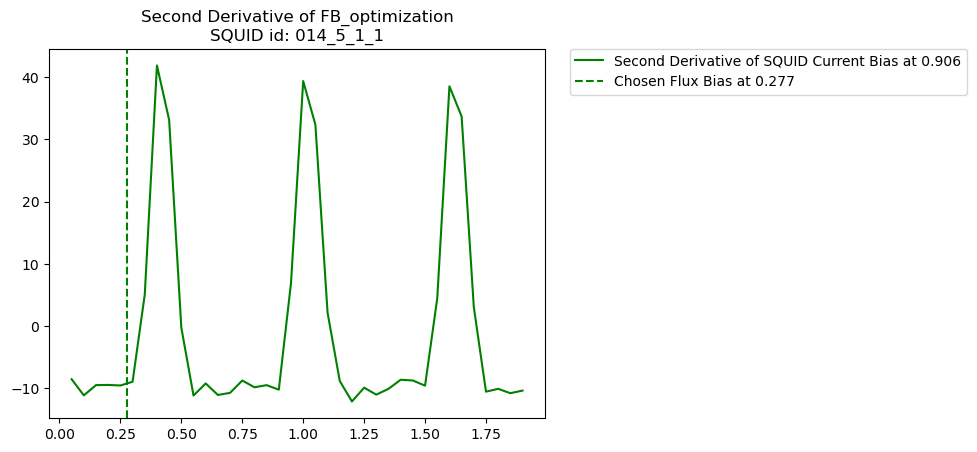 Second Derivative of FB_optimization
SQUID id: 014_5_1_1
Second Derivative of SQUID Current Bias at 0.906
Chosen Flux Bias at 0.277
40
30
20
10
0
−10
0.00 0.25 0.50 0.75 1.00 1.25 1.50 1.75